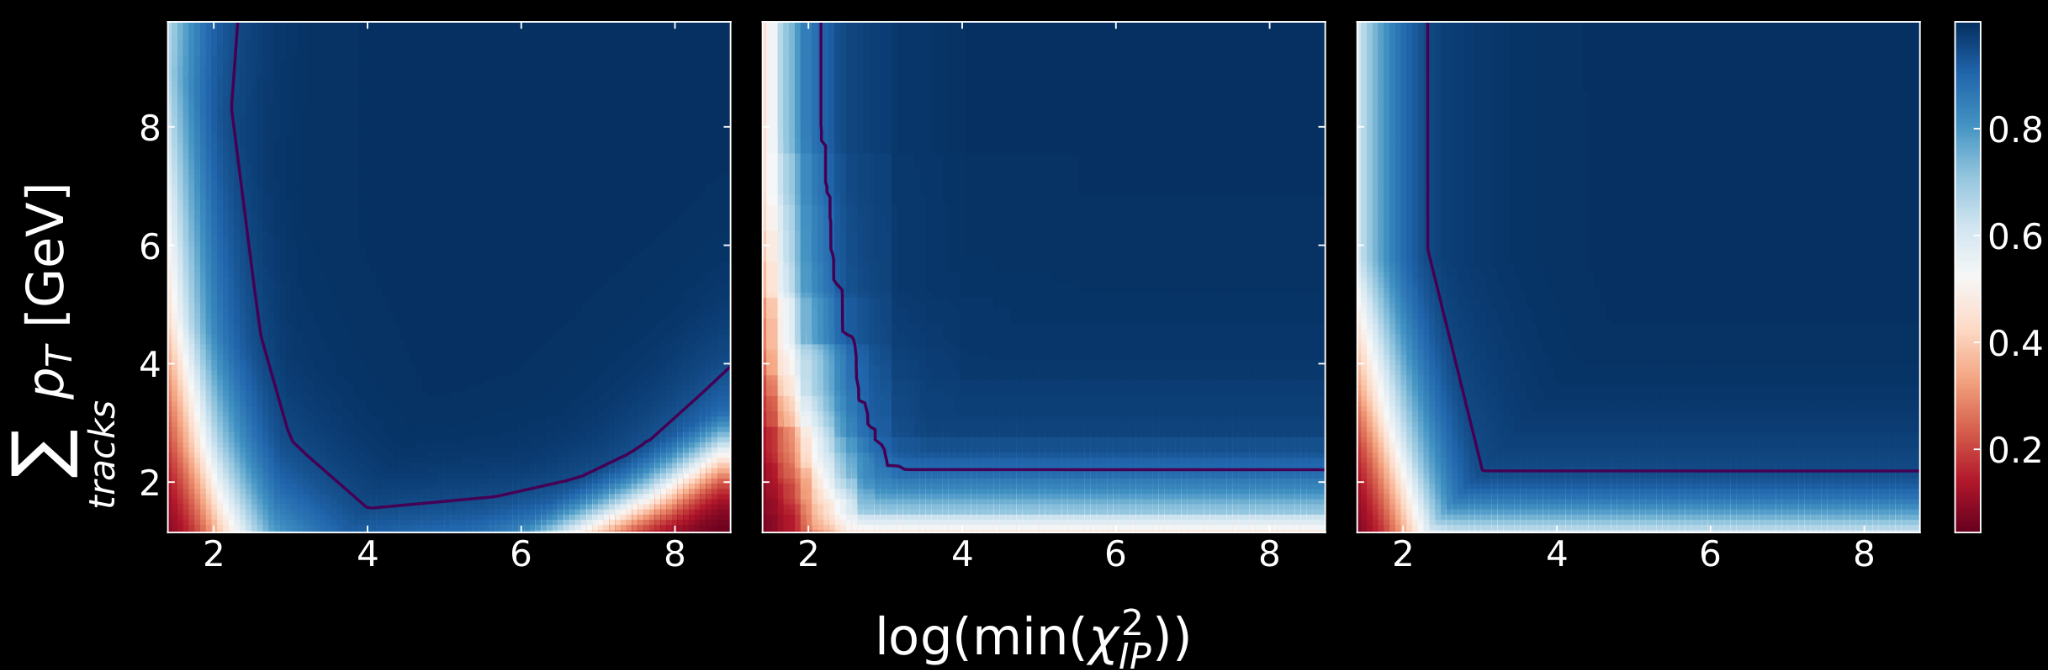 ∑ p_T [GeV]
tracks
8
6
4
2
2 4 6 8
2 4 6 8
2 4 6 8
0.8
0.6
0.4
0.2
log(min(χ²_IP))